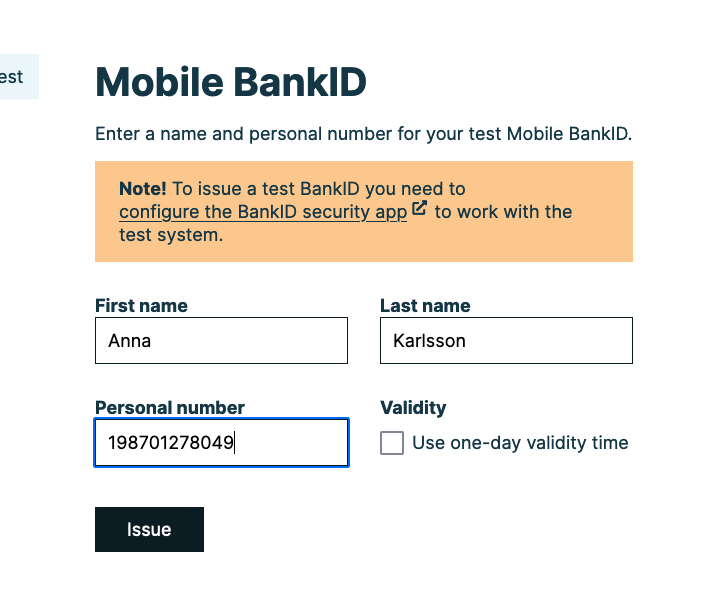 est
Mobile BankID
Enter a name and personal number for your test Mobile BankID.
Note! To issue a test BankID you need to
configure the BankID security app to work with the
test system.
First name
Last name
Anna
Karlsson
Personal number
Validity
198701278049
Use one-day validity time
Issue